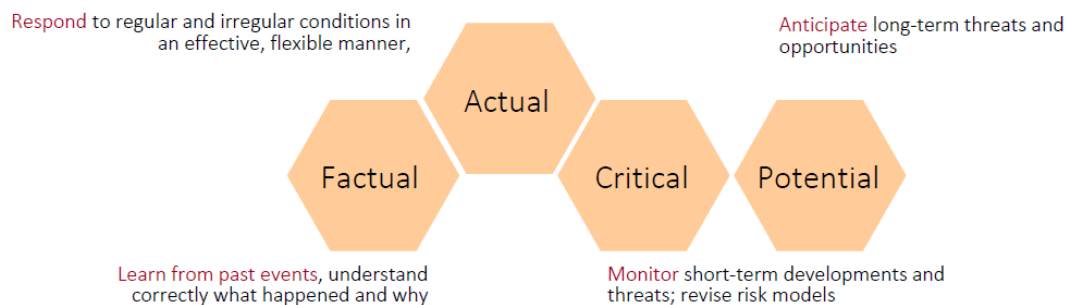 Respond to regular and irregular conditions in
an effective, flexible manner,
Anticipate long-term threats and
opportunities
Actual
Factual
Critical
Potential
Learn from past events, understand
correctly what happened and why
Monitor short-term developments and
threats; revise risk models